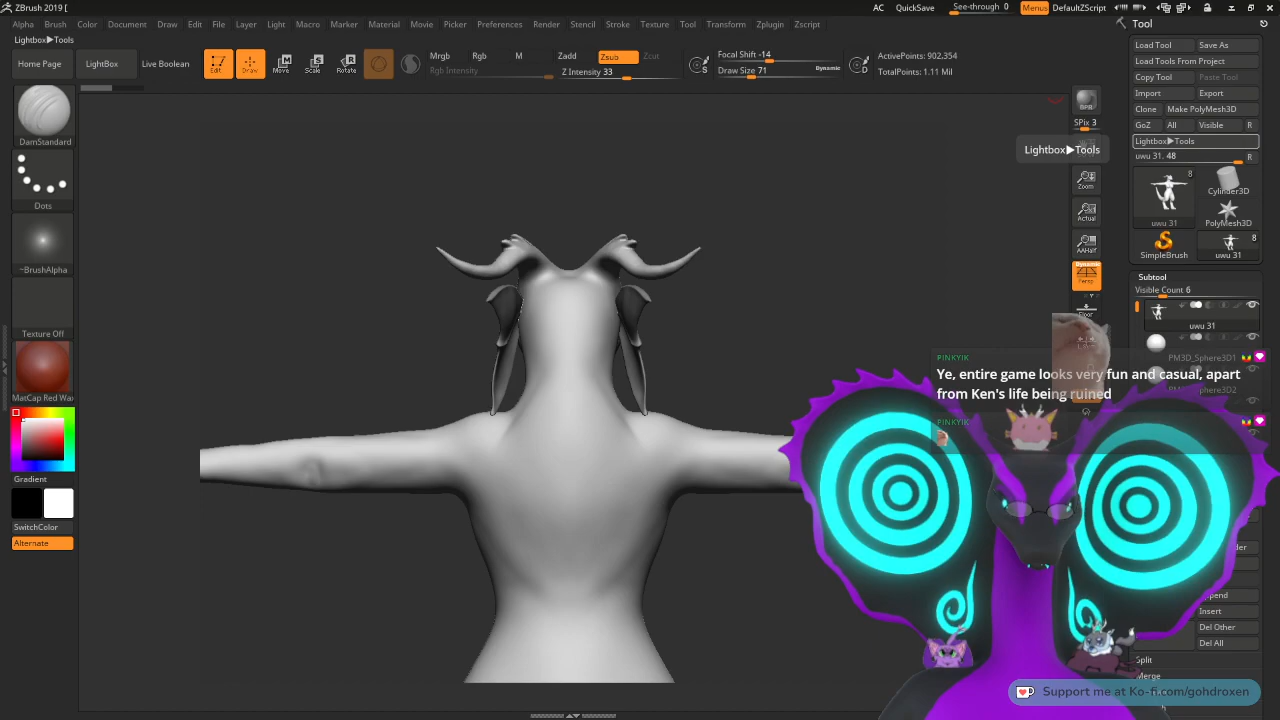 ZBrush 2019 [
AC QuickSave See-through 0 Menus DefaultZScript
Alpha Brush Color Document Draw Edit File Layer Light Macro Marker Material Movie Picker Preferences Render Stencil Stroke Texture Tool Transform Zplugin Zscript
Tool
Lightbox▶Tools
Home Page LightBox Live Boolean
Edit Draw Move Scale Rotate
Mrgb Rgb M Zadd Zsub Zcut
Rgb Intensity Z Intensity 33
Focal Shift -14
Draw Size 71 Dynamic
ActivePoints: 902,354
TotalPoints: 1.11 Mil
DamStandard
Dots
~BrushAlpha
Texture Off
MatCap Red Wax
Gradient
SwitchColor
Alternate
BPR
SPix 3
Lightbox▶Tools
Zoom
Actual
AAHalf
Dynamic
Persp
Floor
Load Tool Save As
Load Tools From Project
Copy Tool Paste Tool
Import Export
Clone Make PolyMesh3D
GoZ All Visible R
Lightbox▶Tools
uwu 31. 48 R
8
uwu 31
Cylinder3D
PolyMesh3D
SimpleBrush
8
uwu 31
Subtool
Visible Count 6
uwu 31
PM3D_Sphere3D1
PINKYIK
Ye, entire game looks very fun and casual, apart
from Ken's life being ruined
PINKYIK
Insert
Del Other
Del All
Split
Merge
Support me at Ko-fi.com/gohdroxen